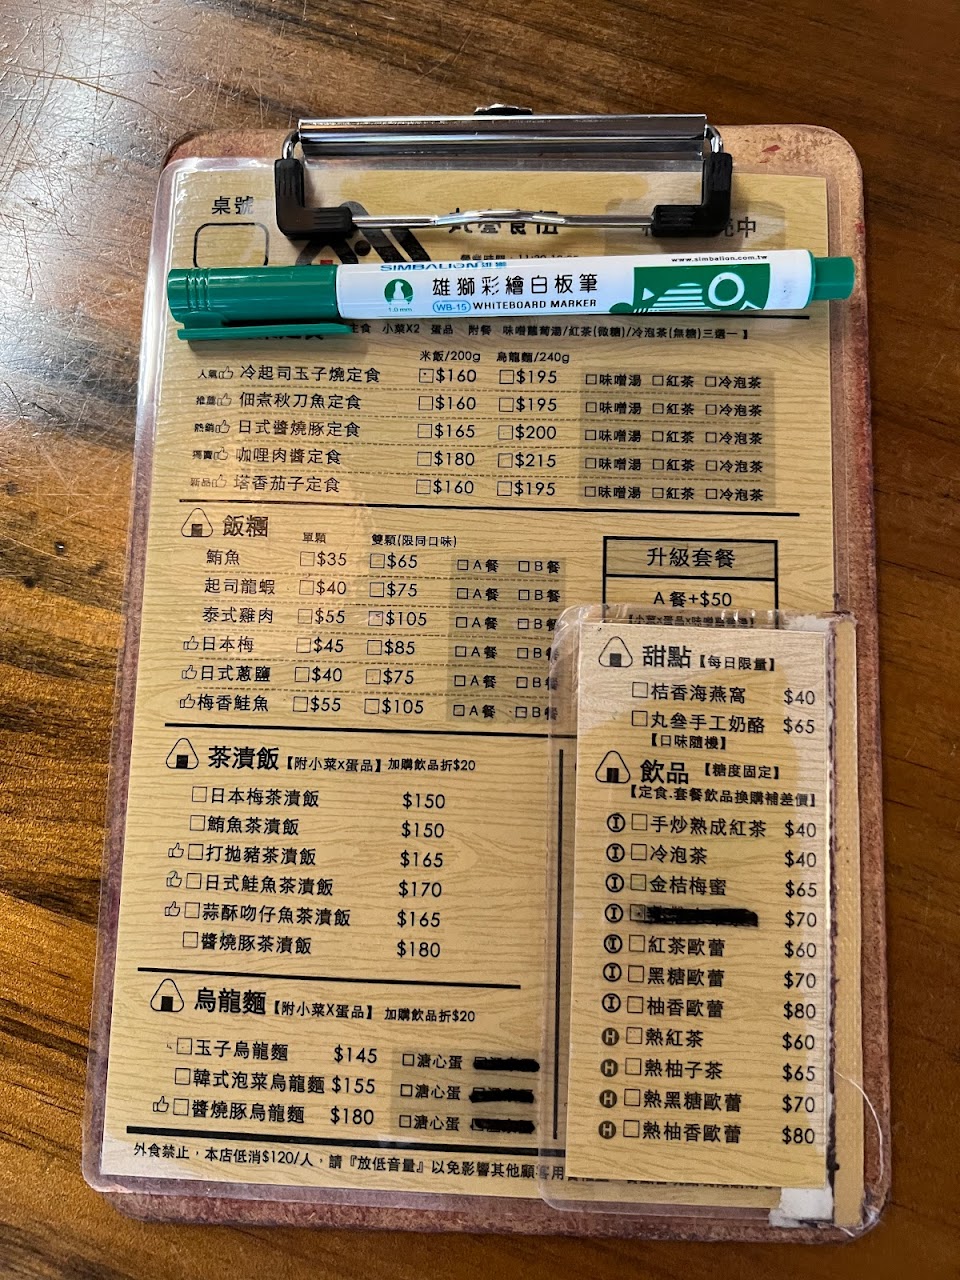 桌號
中
SIMBALION 雄獅
www.simbalion.com.tw
雄獅彩繪白板筆
1.0mm
WB-15 WHITEBOARD MARKER
主食 小菜X2 蛋品 附餐 味噌蘿蔔湯/紅茶(微糖)/冷泡茶(無糖)三選一】
米飯/200g 烏龍麵/240g
人氣 冷起司玉子燒定食 □$160 □$195 □味噌湯 □紅茶 □冷泡茶
推薦 佃煮秋刀魚定食 □$160 □$195 □味噌湯 □紅茶 □冷泡茶
熱銷 日式醬燒豚定食 □$165 □$200 □味噌湯 □紅茶 □冷泡茶
獨賣 咖哩肉醬定食 □$180 □$215 □味噌湯 □紅茶 □冷泡茶
新品 塔香茄子定食 □$160 □$195 □味噌湯 □紅茶 □冷泡茶
飯糰 單顆 雙顆(限同口味)
鮪魚 □$35 □$65 □A餐 □B餐
起司龍蝦 □$40 □$75 □A餐 □B餐
泰式雞肉 □$55 □$105 □A餐 □B餐
日本梅 □$45 □$85 □A餐 □B餐
日式蔥鹽 □$40 □$75 □A餐 □B餐
梅香鮭魚 □$55 □$105 □A餐 □B餐
升級套餐
A餐+$50
茶漬飯【附小菜x蛋品】加購飲品折$20
□日本梅茶漬飯 $150
□鮪魚茶漬飯 $150
□打拋豬茶漬飯 $165
□日式鮭魚茶漬飯 $170
□蒜酥吻仔魚茶漬飯 $165
□醬燒豚茶漬飯 $180
烏龍麵【附小菜X蛋品】加購飲品折$20
□玉子烏龍麵 $145 □溏心蛋
□韓式泡菜烏龍麵 $155 □溏心蛋
□醬燒豚烏龍麵 $180 □溏心蛋
外食禁止，本店低消$120/人，請『放低音量』以免影響其他顧客用
甜點【每日限量】
□桔香海燕窩 $40
□丸叁手工奶酪 $65
【口味隨機】
飲品【糖度固定】
【定食.套餐飲品換購補差價】
Ⓘ □手炒熟成紅茶 $40
Ⓘ □冷泡茶 $40
Ⓘ □金桔梅蜜 $65
Ⓘ $70
Ⓘ □紅茶歐蕾 $60
Ⓘ □黑糖歐蕾 $70
Ⓘ □柚香歐蕾 $80
H □熱紅茶 $60
H □熱柚子茶 $65
H □熱黑糖歐蕾 $70
H □熱柚香歐蕾 $80